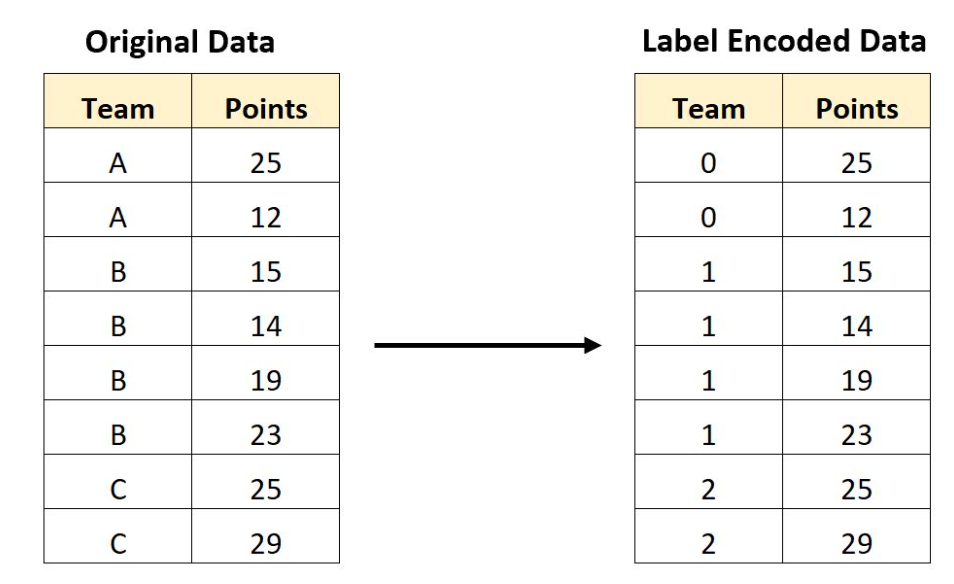 Original Data Label Encoded Data
Team Points Team Points
A 25 0 25
A 12 0 12
B 15 1 15
B 14 1 14
B 19 1 19
B 23 1 23
C 25 2 25
C 29 2 29